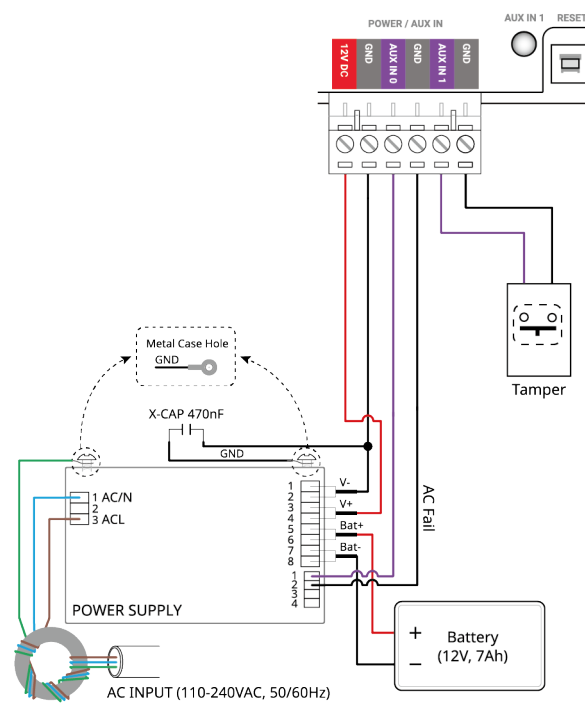 AUX IN 1 RESET
POWER / AUX IN
12V DC
GND
AUX IN 0
GND
AUX IN 1
GND
Metal Case Hole
GND
Tamper
X-CAP 470nF
GND
1 AC/N
2
3 ACL
1
2
3
4
5
6
7
8
V-
V+
Bat+
Bat-
AC Fail
1
2
3
4
POWER SUPPLY
+
-
Battery
(12V, 7Ah)
AC INPUT (110-240VAC, 50/60Hz)